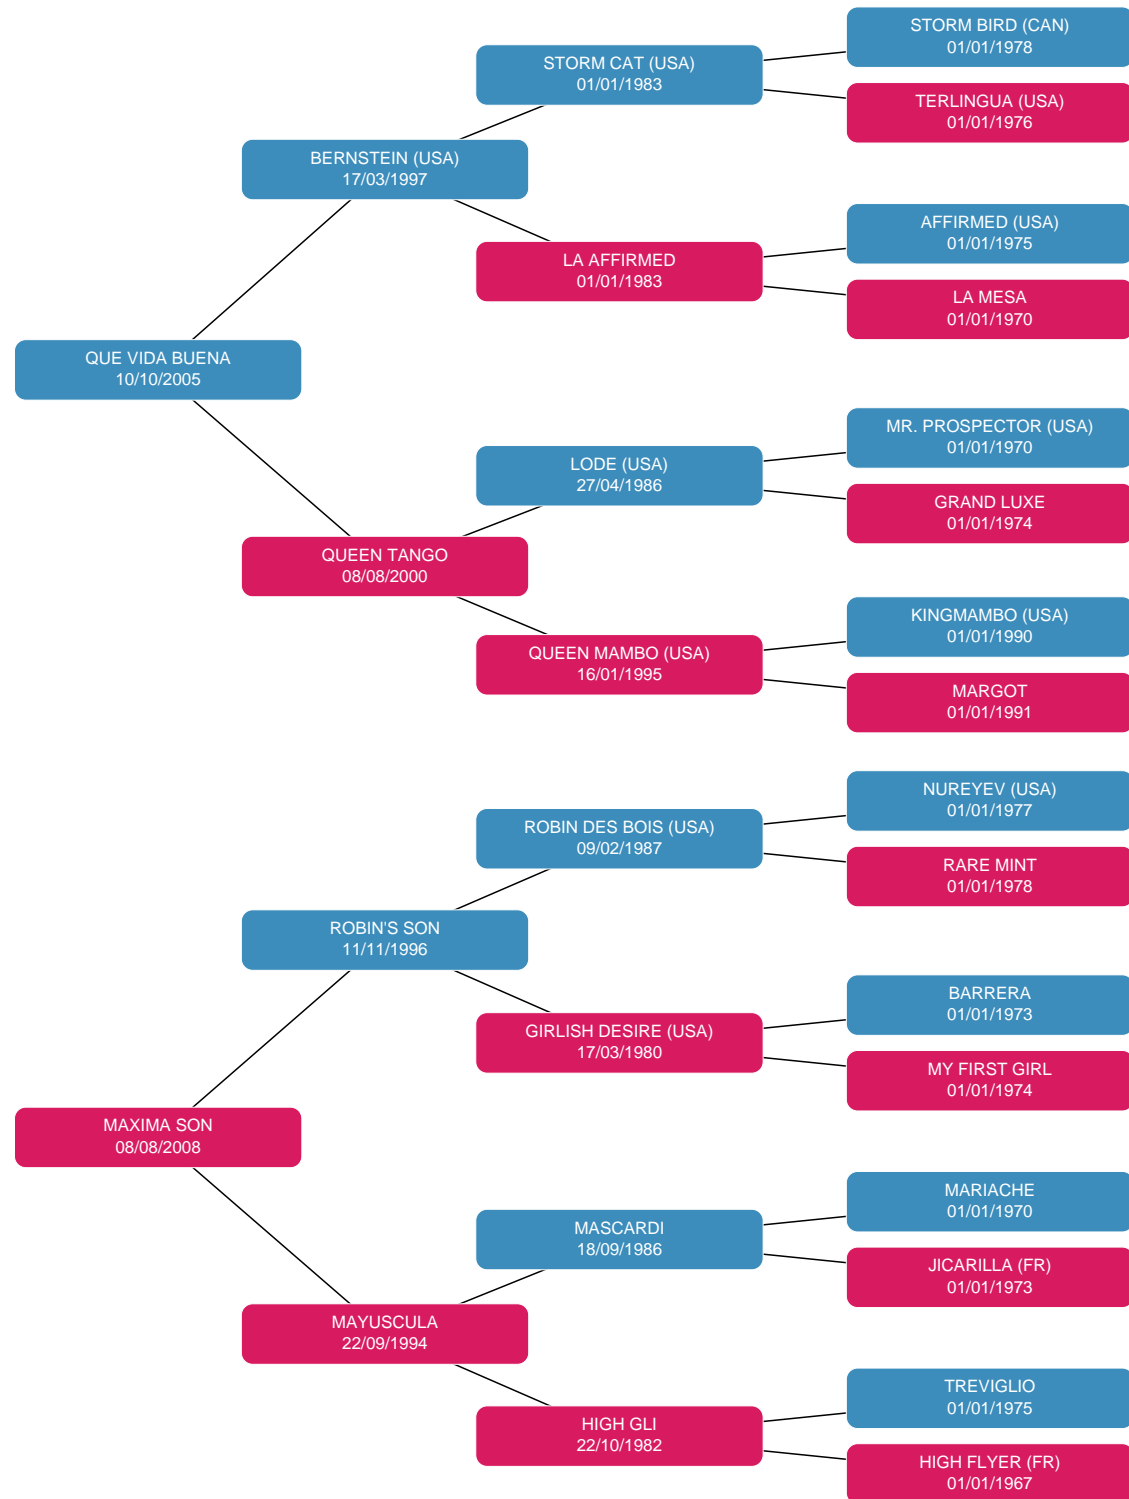 STORM BIRD (CAN)
01/01/1978
STORM CAT (USA)
01/01/1983
TERLINGUA (USA)
01/01/1976
BERNSTEIN (USA)
17/03/1997
AFFIRMED (USA)
01/01/1975
LA AFFIRMED
01/01/1983
LA MESA
01/01/1970
QUE VIDA BUENA
10/10/2005
MR. PROSPECTOR (USA)
01/01/1970
LODE (USA)
27/04/1986
GRAND LUXE
01/01/1974
QUEEN TANGO
08/08/2000
KINGMAMBO (USA)
01/01/1990
QUEEN MAMBO (USA)
16/01/1995
MARGOT
01/01/1991
NUREYEV (USA)
01/01/1977
ROBIN DES BOIS (USA)
09/02/1987
RARE MINT
01/01/1978
ROBIN'S SON
11/11/1996
BARRERA
01/01/1973
GIRLISH DESIRE (USA)
17/03/1980
MY FIRST GIRL
01/01/1974
MAXIMA SON
08/08/2008
MARIACHE
01/01/1970
MASCARDI
18/09/1986
JICARILLA (FR)
01/01/1973
MAYUSCULA
22/09/1994
TREVIGLIO
01/01/1975
HIGH GLI
22/10/1982
HIGH FLYER (FR)
01/01/1967